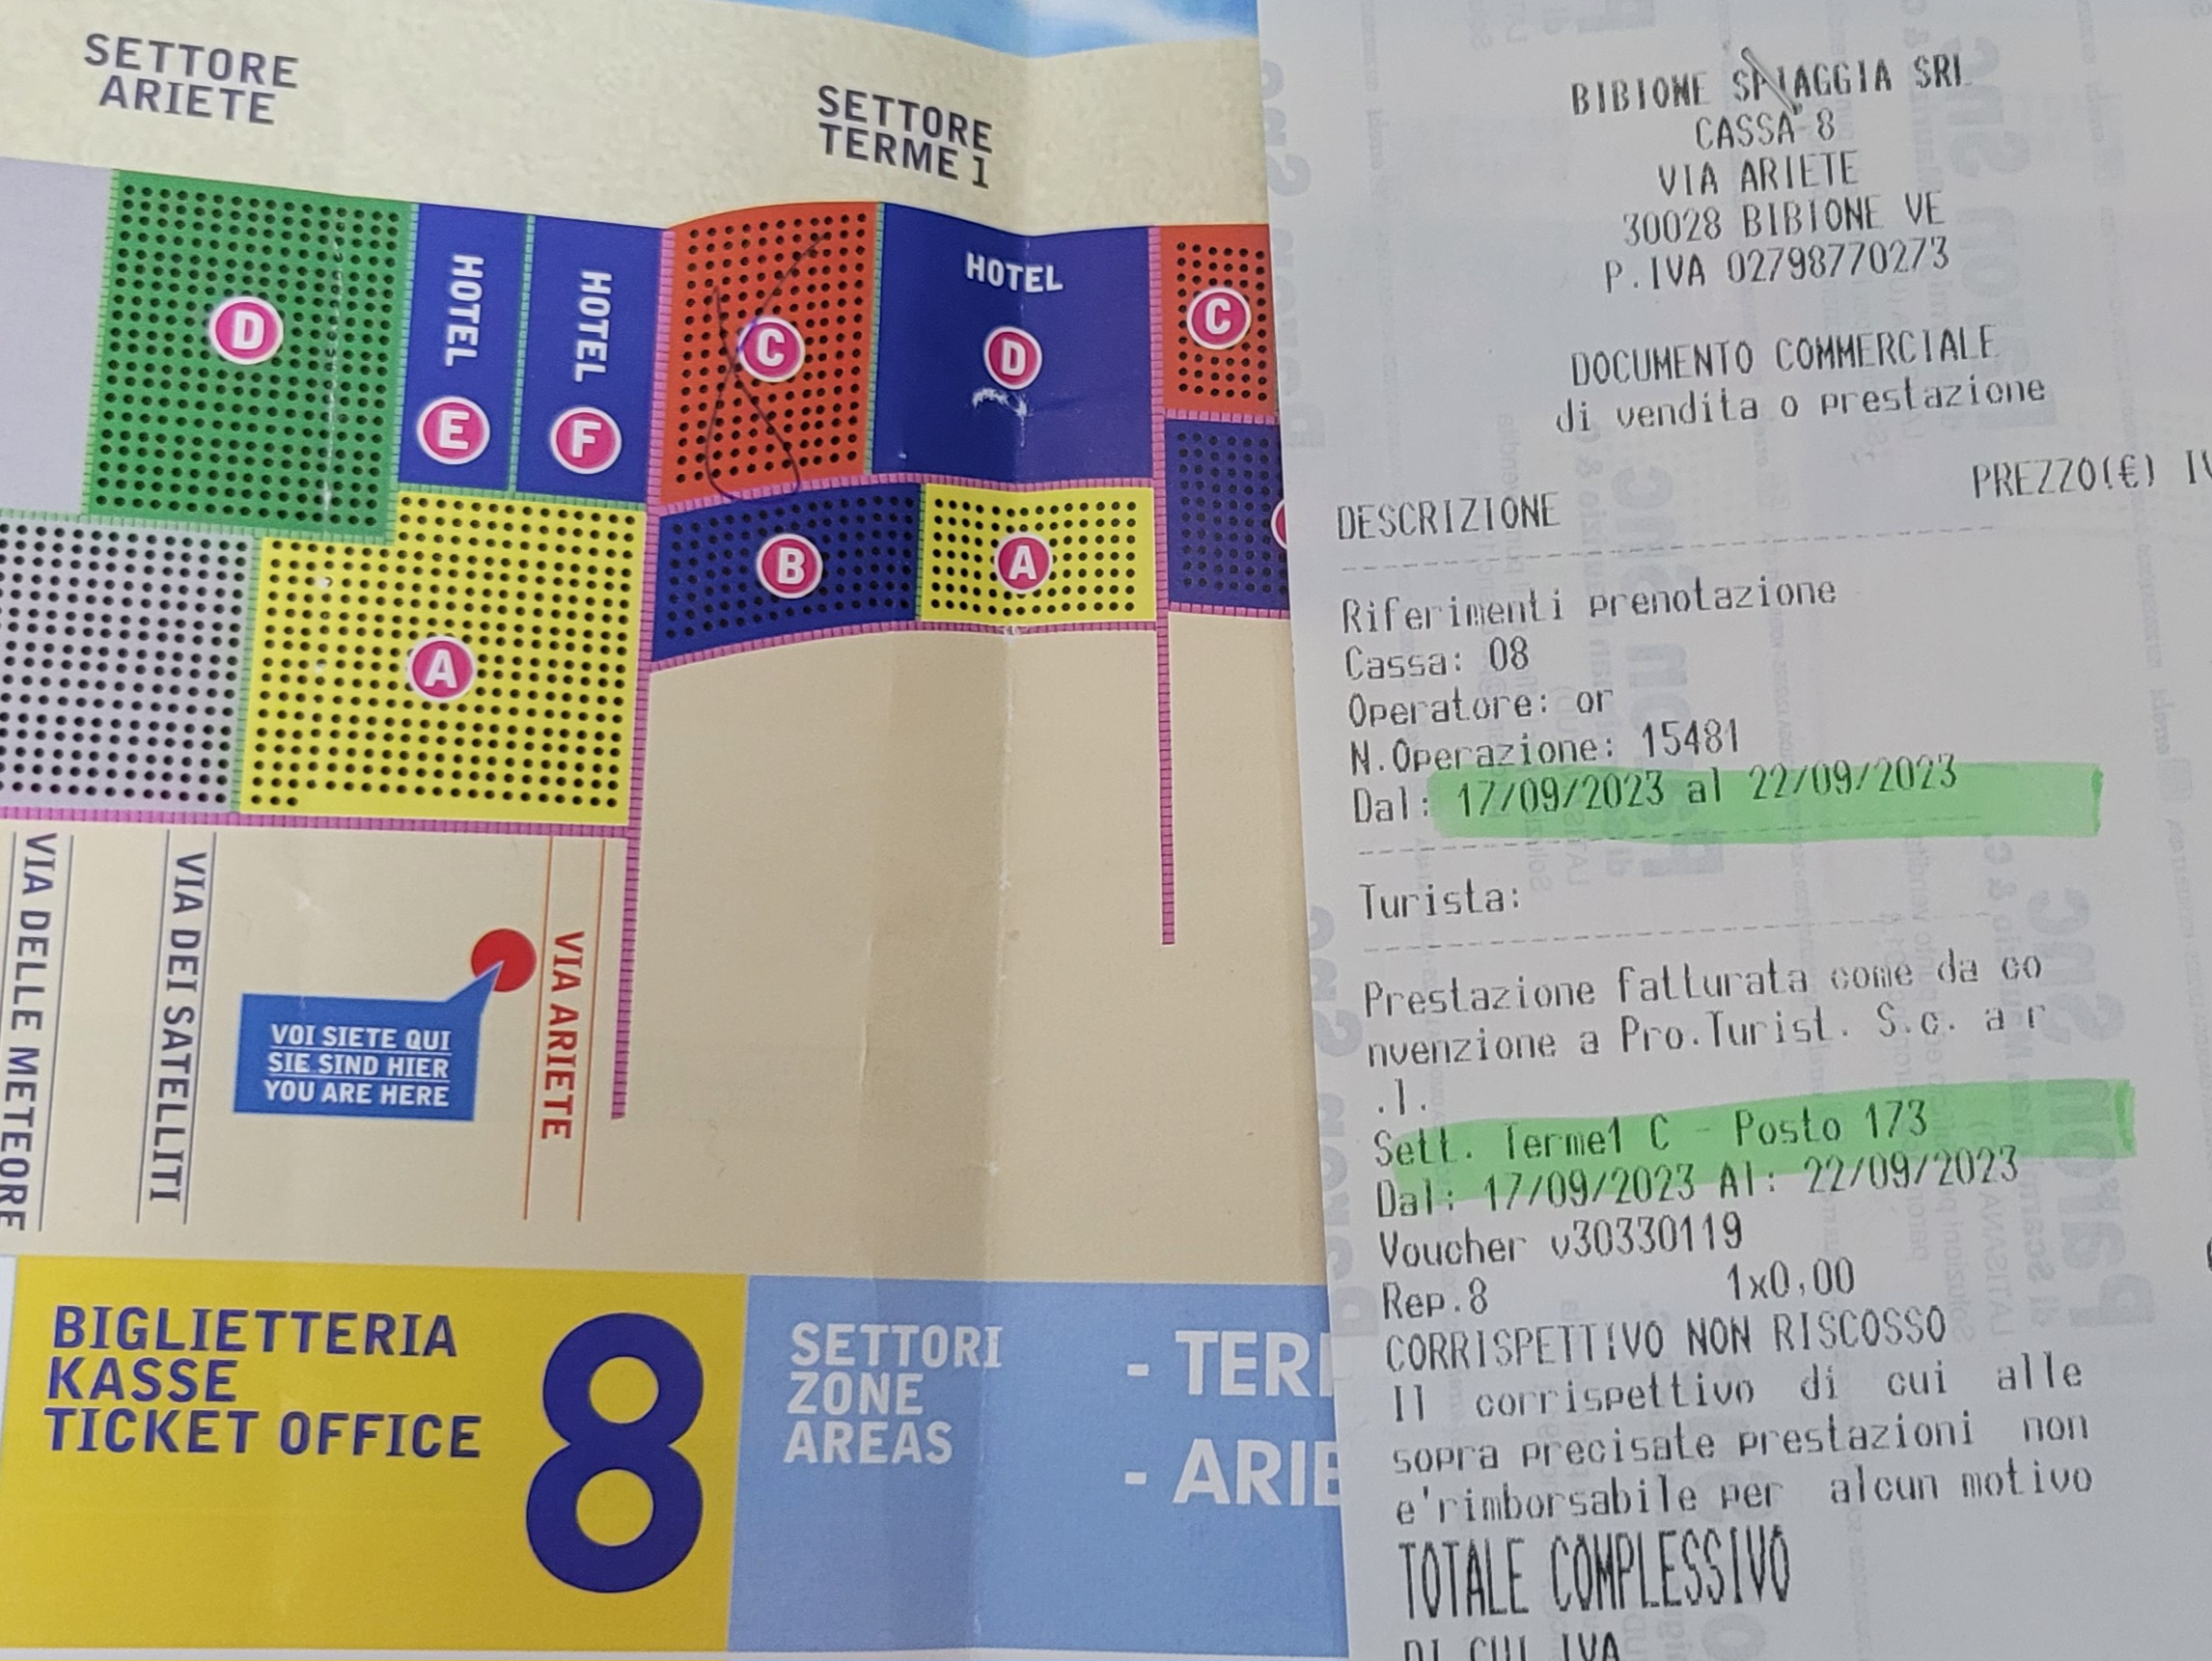 SETTORE
ARIETE
SETTORE
TERME 1
D
HOTEL
E
HOTEL
F
C
HOTEL
D
C
A
B
A
VIA DELLE METEORE
VIA DEI SATELLITI
VOI SIETE QUI
SIE SIND HIER
YOU ARE HERE
VIA ARIETE
BIGLIETTERIA
KASSE
TICKET OFFICE
8
SETTORI
ZONE
AREAS
- TER
- ARIE
BIBIONE SPIAGGIA SRL
CASSA 8
VIA ARIETE
30028 BIBIONE VE
P.IVA 02798770273
DOCUMENTO COMMERCIALE
di vendita o prestazione
PREZZO(€) IV
DESCRIZIONE
Riferimenti prenotazione
Cassa: 08
Operatore: or
N.Operazione: 15481
Dal: 17/09/2023 al 22/09/2023
Turista:
Prestazione fatturata come da co
nvenzione a Pro.Turist. S.c. a r
.l.
Sett. Terme1 C - Posto 173
Dal: 17/09/2023 Al: 22/09/2023
Voucher v30330119
Rep.8 1x0,00
CORRISPETTIVO NON RISCOSSO
Il corrispettivo di cui alle
sopra precisate prestazioni non
e'rimborsabile per alcun motivo
TOTALE COMPLESSIVO
DI CUI IVA